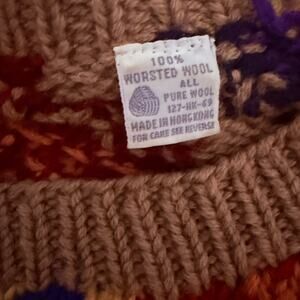 100%
WORSTED WOOL
ALL
PURE WOOL
127-HK-69
MADE IN HONGKONG
FOR CARE SEE REVERSE